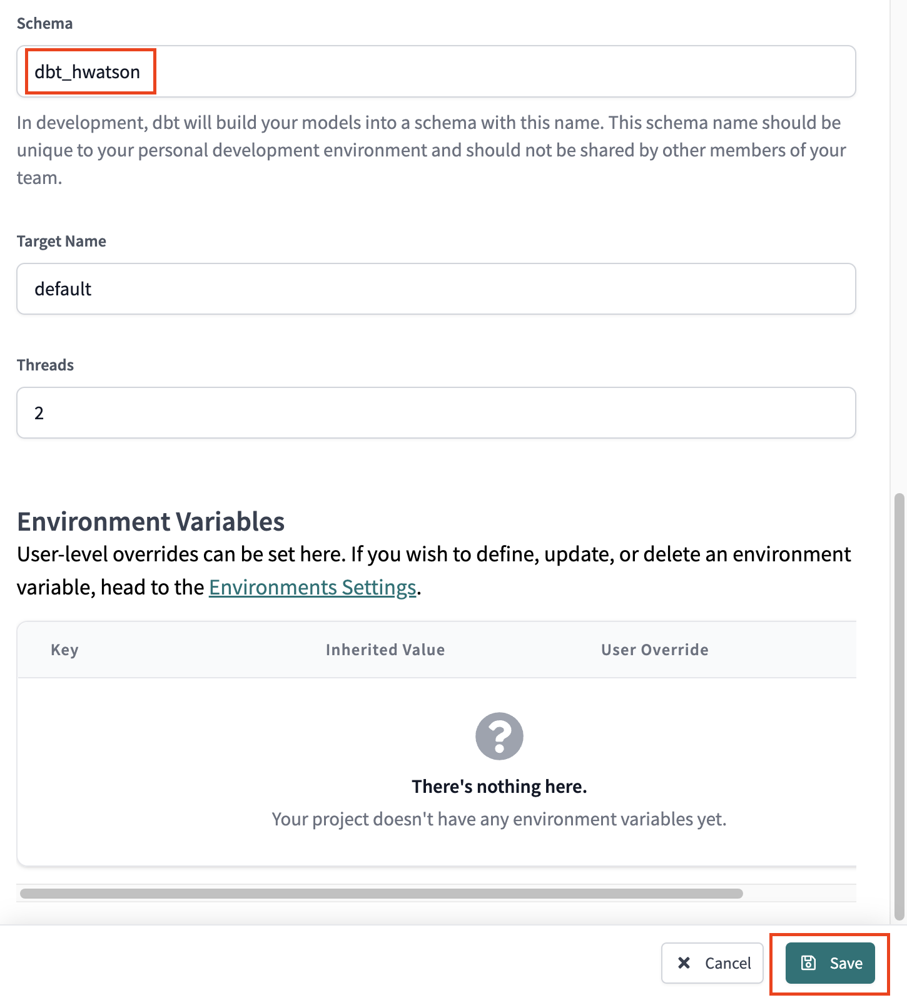 Schema
dbt_hwatson
In development, dbt will build your models into a schema with this name. This schema name should be
unique to your personal development environment and should not be shared by other members of your
team.
Target Name
default
Threads
2
Environment Variables
User-level overrides can be set here. If you wish to define, update, or delete an environment
variable, head to the Environments Settings.
Key Inherited Value User Override
There's nothing here.
Your project doesn't have any environment variables yet.
Cancel Save